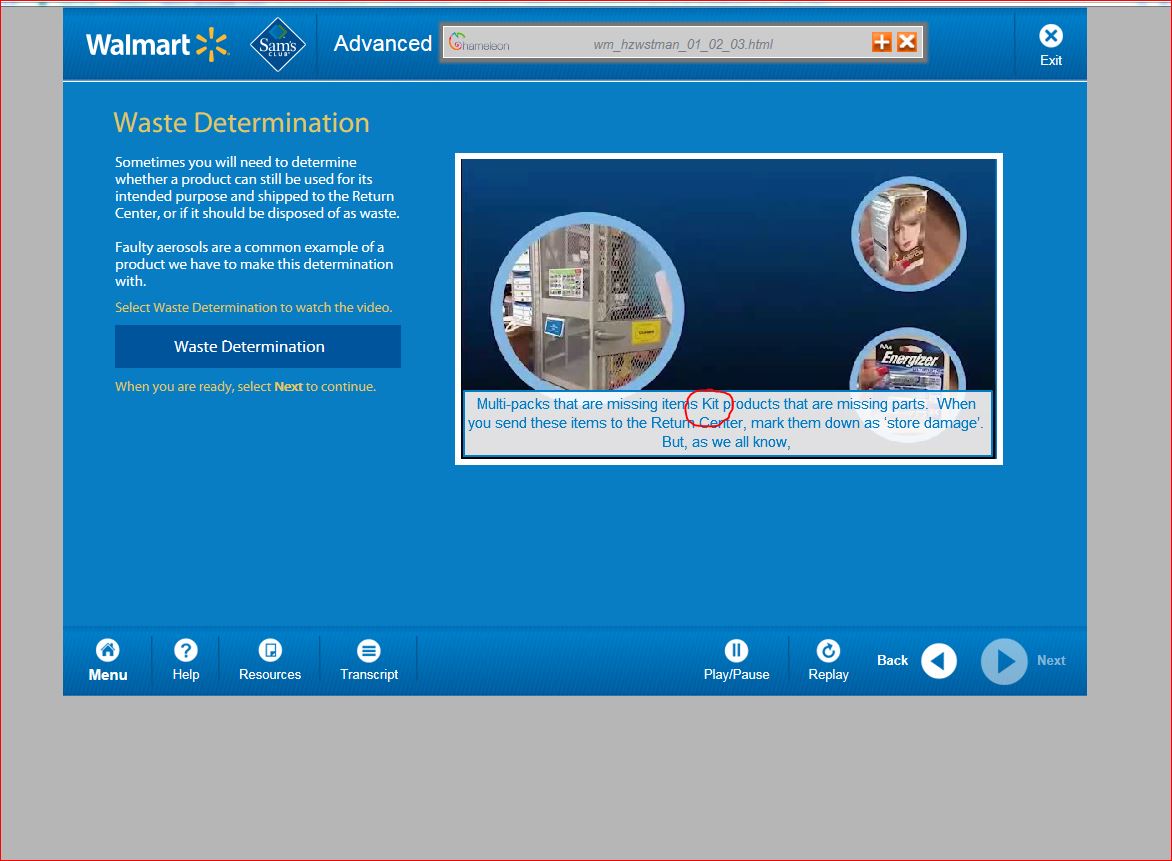 Walmart
Sam's
CLUB
Advanced
Chameleon
wm_hzwstman_01_02_03.html
Exit
Waste Determination
Sometimes you will need to determine
whether a product can still be used for its
intended purpose and shipped to the Return
Center, or if it should be disposed of as waste.
Faulty aerosols are a common example of a
product we have to make this determination
with.
Select Waste Determination to watch the video.
Waste Determination
When you are ready, select Next to continue.
Energizer
Multi-packs that are missing items Kit products that are missing parts. When
you send these items to the Return Center, mark them down as ‘store damage’.
But, as we all know,
Menu
Help
Resources
Transcript
Play/Pause
Replay
Back
Next